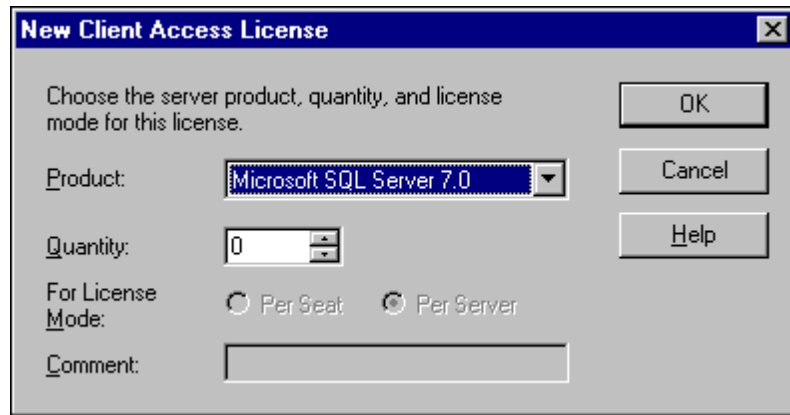 New Client Access License
Choose the server product, quantity, and license
mode for this license.
OK
Product: Microsoft SQL Server 7.0
Cancel
Quantity: 0
Help
For License
Mode: Per Seat Per Server
Comment: